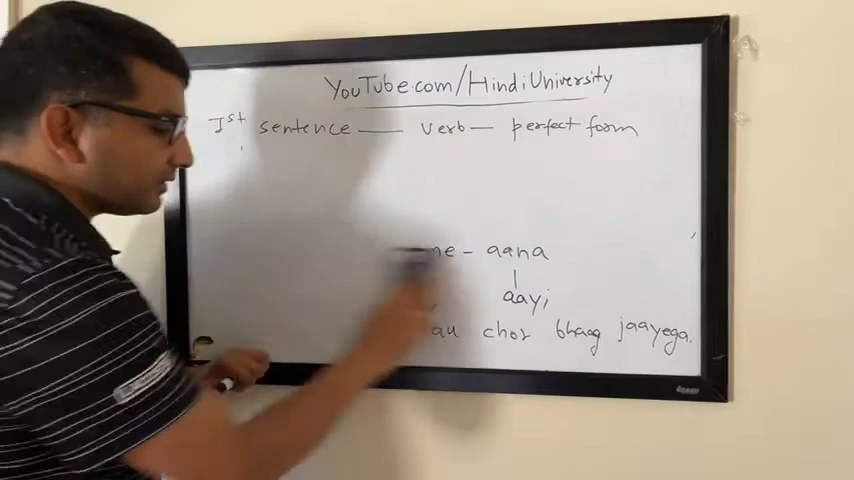 YouTube.com/HindiUniversity
Ist sentence — verb — perfect form
- aana
aayi
chor bhaag jaayega.